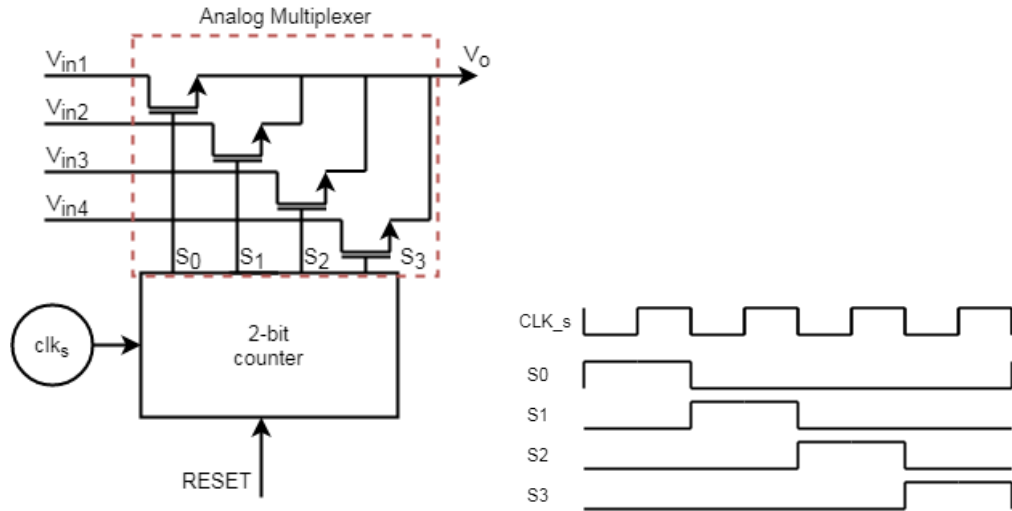 Analog Multiplexer
Vin1
Vo
Vin2
Vin3
Vin4
S0 S1 S2 S3
clks
2-bit
counter
RESET
CLK_s
S0
S1
S2
S3